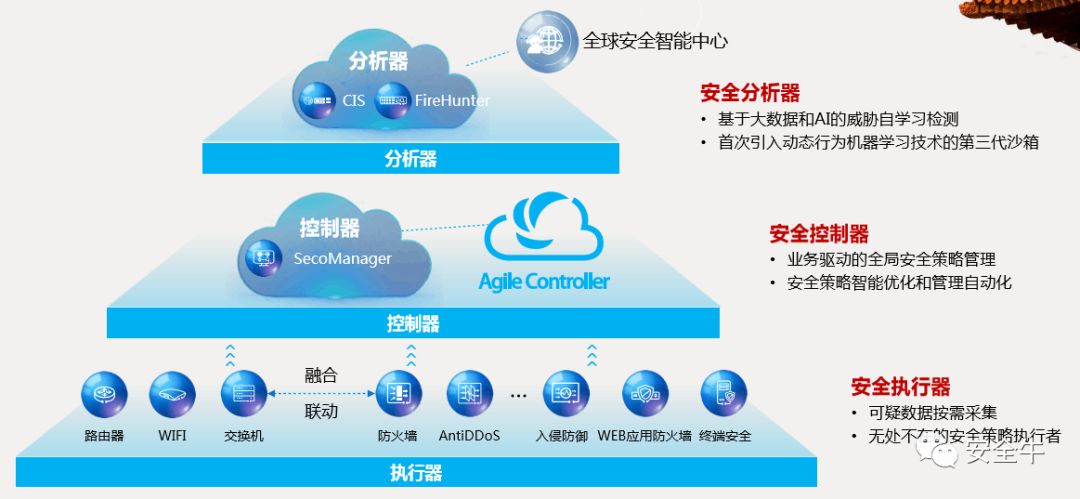 分析器
全球安全智能中心
CIS
FireHunter
分析器
安全分析器
• 基于大数据和AI的威胁自学习检测
• 首次引入动态行为机器学习技术的第三代沙箱
控制器
SecoManager
Agile Controller
控制器
安全控制器
• 业务驱动的全局安全策略管理
• 安全策略智能优化和管理自动化
融合
联动
...
路由器
WIFI
交换机
防火墙
AntiDDoS
入侵防御
WEB应用防火墙
终端安全
执行器
安全执行器
• 可疑数据按需采集
• 无处不在的安全策略执行者
安全牛